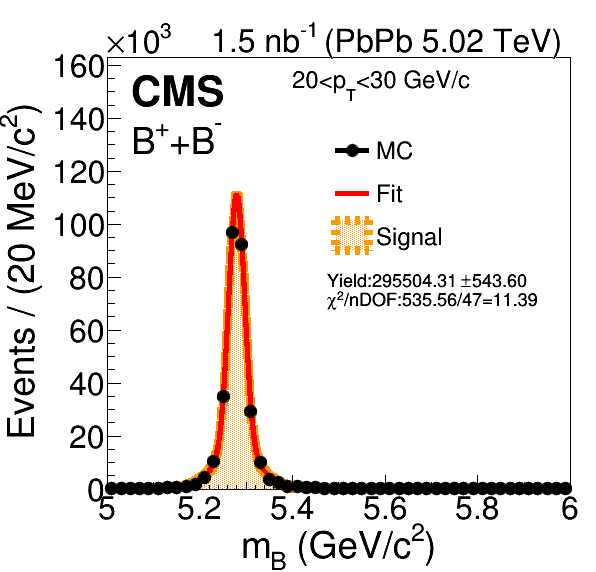 ×10³ 1.5 nb⁻¹ (PbPb 5.02 TeV)
CMS
20<p_T<30 GeV/c
B⁺+B⁻
MC
Fit
Signal
Yield:295504.31 ±543.60
χ²/nDOF:535.56/47=11.39
Events / (20 MeV/c²)
160
140
120
100
80
60
40
20
0
5 5.2 5.4 5.6 5.8 6
m_B (GeV/c²)